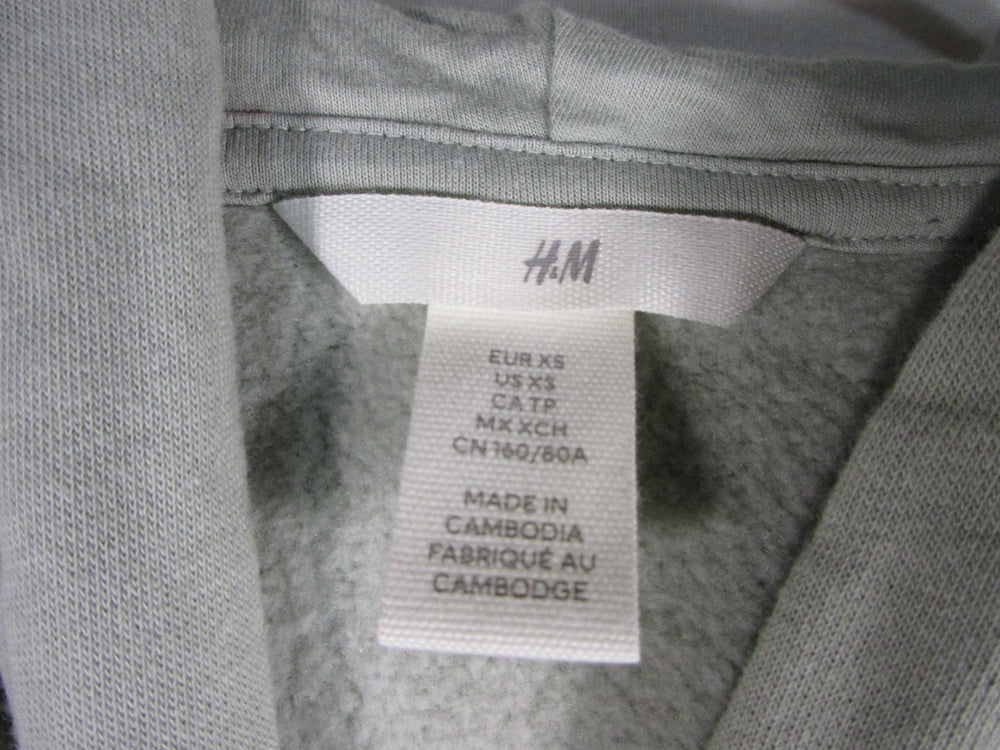 H&M
EUR XS
US XS
CA TP
MX XCH
CN 160/80A
MADE IN
CAMBODIA
FABRIQUÉ AU
CAMBODGE